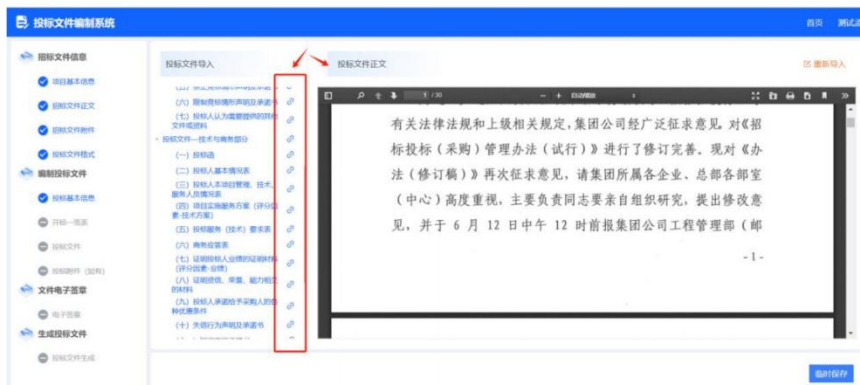 投标文件编制系统
首页
招标文件信息
项目基本信息
招标文件正文
招标文件附件
招标文件格式
编制投标文件
投标基本信息
开标一览表
投标文件
投标附件（如有）
文件电子签章
电子签章
生成投标文件
投标文件生成
投标文件导入
（六）限制竞标情形声明及承诺书
（七）投标人认为需要提供的其他
文件或资料
投标文件—技术与商务部分
（一）投标函
（二）投标人基本情况表
（三）投标人本项目管理、技术、
服务人员情况表
（四）项目实施服务方案（评分因
素-技术方案）
（五）投标服务（技术）要求表
（六）商务应答表
（七）证明投标人业绩的证明材料
（评分因素-业绩）
（八）证明资信、荣誉、能力相关
的材料
（九）投标人承诺给予采购人的各
种优惠条件
（十）失信行为声明及承诺书
投标文件正文
重新导入
1 /30
自动缩放
有关法律法规和上级相关规定，集团公司经广泛征求意见，对《招
标投标（采购）管理办法（试行）》进行了修订完善。现对《办
法（修订稿）》再次征求意见，请集团所属各企业、总部各部室
（中心）高度重视，主要负责同志要亲自组织研究，提出修改意
见，并于 6 月 12 日中午 12 时前报集团公司工程管理部（邮
- 1 -
临时保存